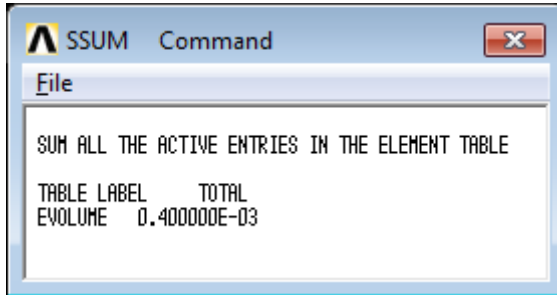 SSUM Command
File
SUM ALL THE ACTIVE ENTRIES IN THE ELEMENT TABLE
TABLE LABEL TOTAL
EVOLUME 0.400000E-03